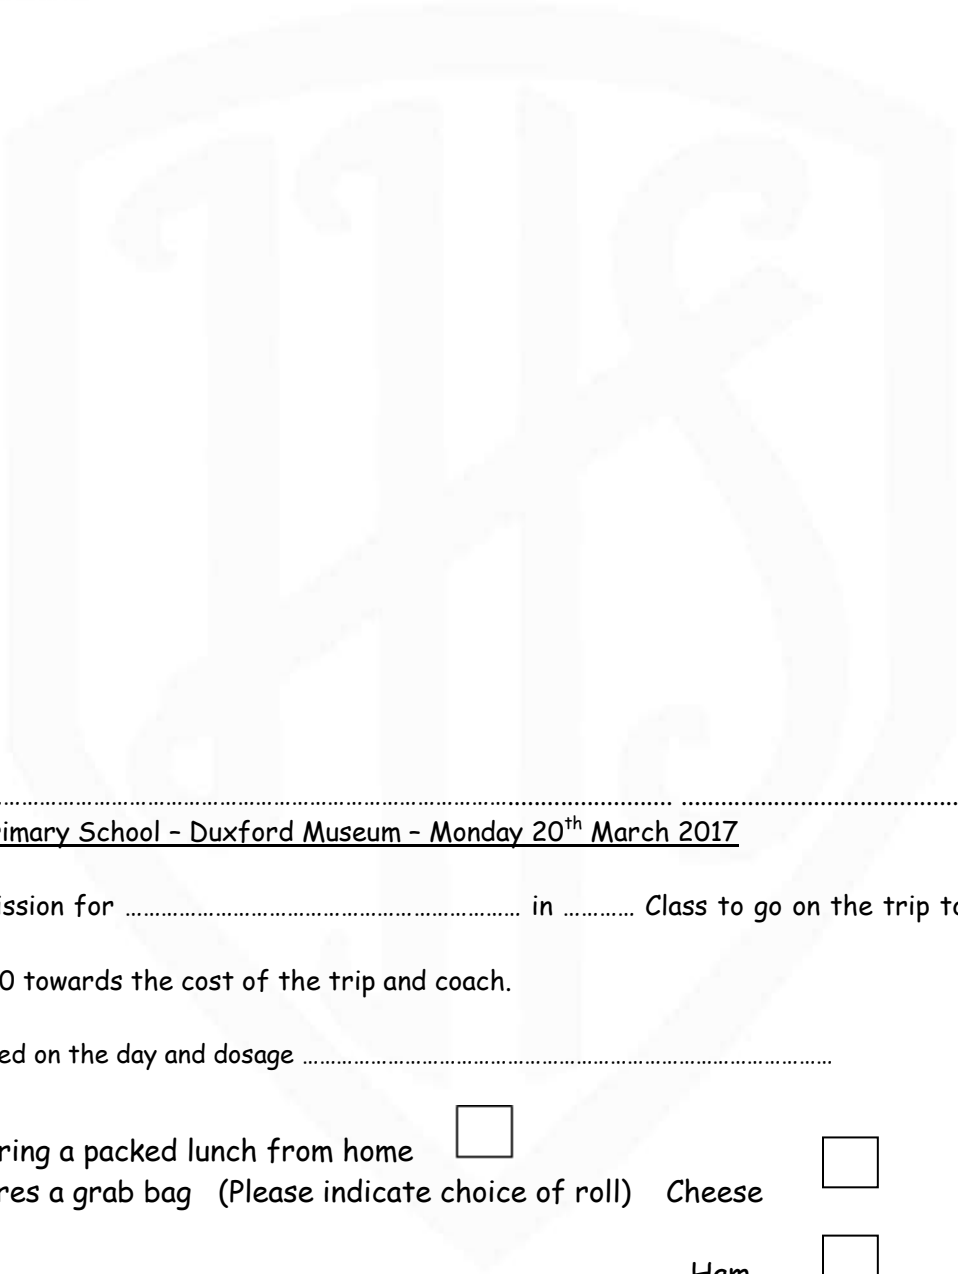 …………………………………………………………………………………......................... ..........................................
rimary School – Duxford Museum – Monday 20th March 2017
ission for ………………………………………………………… in ………… Class to go on the trip to
0 towards the cost of the trip and coach.
ed on the day and dosage ………………………………………………………………………………
ring a packed lunch from home
res a grab bag (Please indicate choice of roll) Cheese
Ham